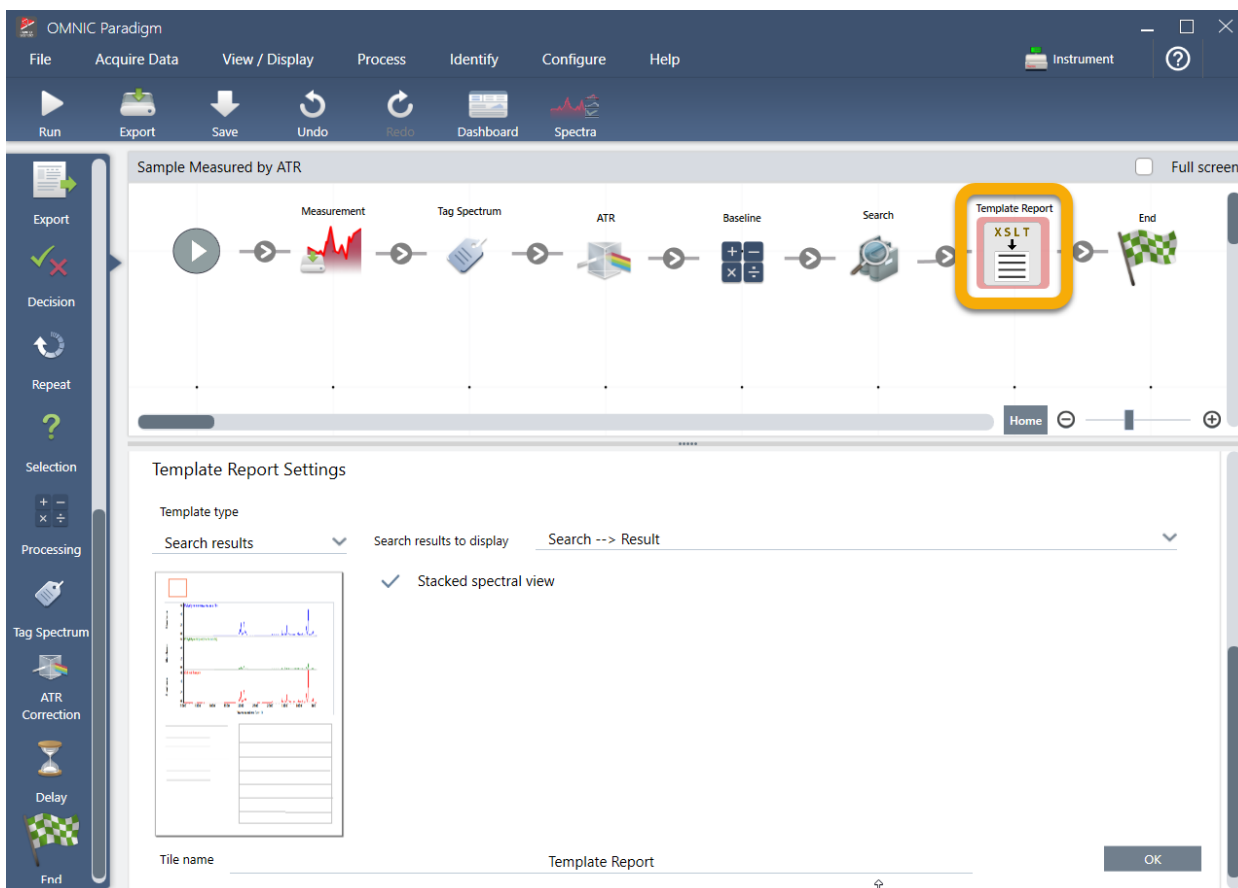 OMNIC Paradigm
File Acquire Data View / Display Process Identify Configure Help Instrument
Run Export Save Undo Redo Dashboard Spectra
Sample Measured by ATR Full screen
Export
Decision
Repeat
Selection
Processing
Tag Spectrum
ATR
Correction
Delay
End
Measurement Tag Spectrum ATR Baseline Search Template Report End
XSLT
Home
Template Report Settings
Template type
Search results
Search results to display Search --> Result
Stacked spectral view
Tile name Template Report
OK